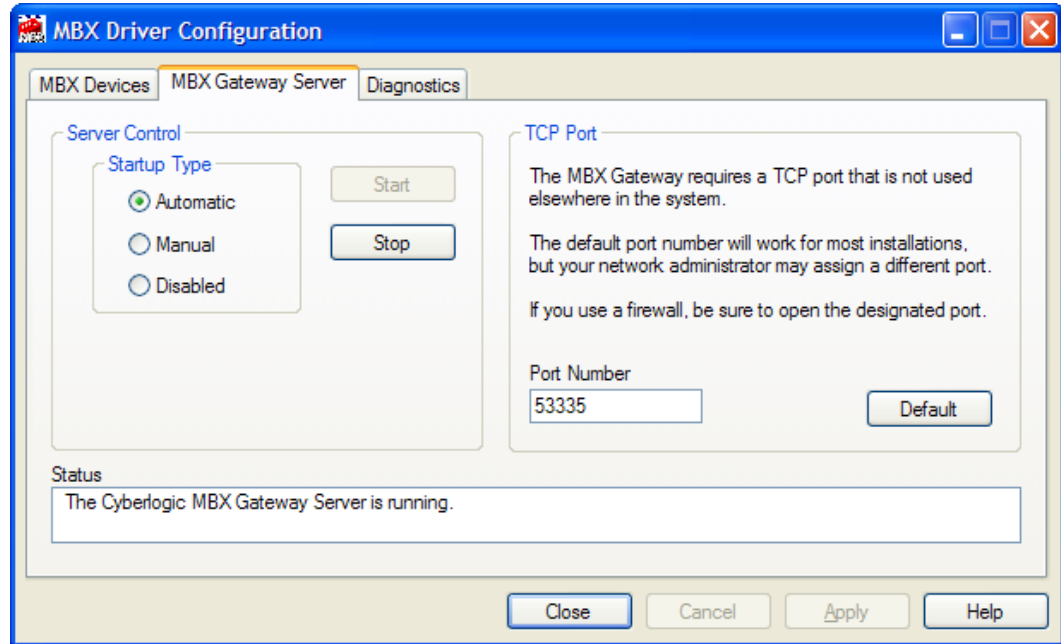 MBX Driver Configuration
MBX Devices
MBX Gateway Server
Diagnostics
Server Control
Startup Type
Automatic
Manual
Disabled
Start
Stop
TCP Port
The MBX Gateway requires a TCP port that is not used
elsewhere in the system.
The default port number will work for most installations,
but your network administrator may assign a different port.
If you use a firewall, be sure to open the designated port.
Port Number
53335
Default
Status
The Cyberlogic MBX Gateway Server is running.
Close
Cancel
Apply
Help